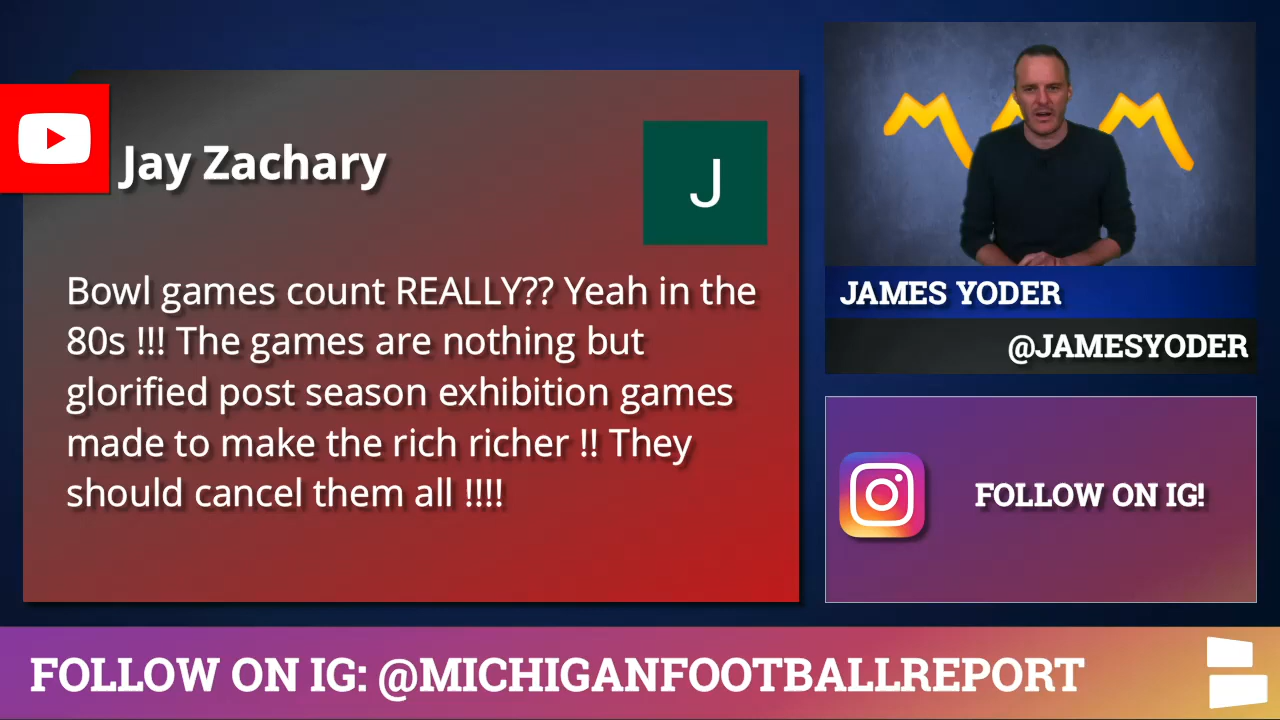 Jay Zachary
J
Bowl games count REALLY?? Yeah in the
80s !!! The games are nothing but
glorified post season exhibition games
made to make the rich richer !! They
should cancel them all !!!!
JAMES YODER
@JAMESYODER
FOLLOW ON IG!
FOLLOW ON IG: @MICHIGANFOOTBALLREPORT